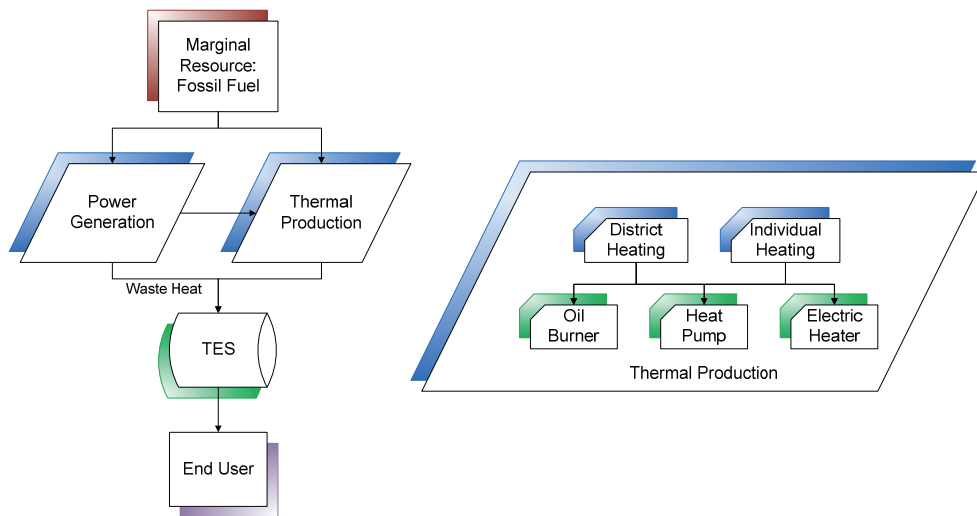 Marginal
Resource:
Fossil Fuel
Power
Generation
Thermal
Production
Waste Heat
TES
End User
District
Heating
Individual
Heating
Oil
Burner
Heat
Pump
Electric
Heater
Thermal Production